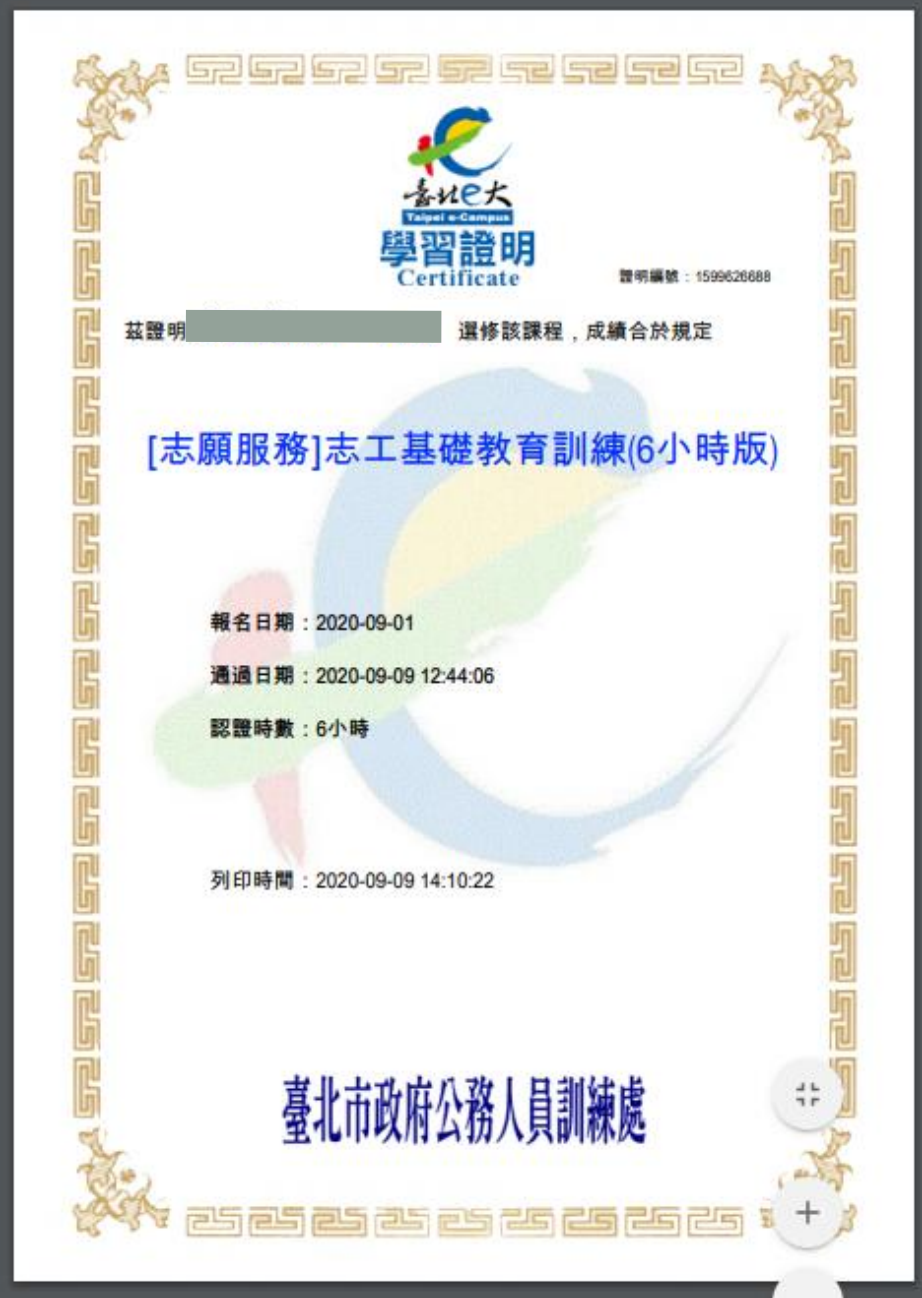 臺北e大
Taipei e-Campus
學習證明
Certificate
證明編號：1599626688
茲證明 選修該課程，成績合於規定
[志願服務]志工基礎教育訓練(6小時版)
報名日期：2020-09-01
通過日期：2020-09-09 12:44:06
認證時數：6小時
列印時間：2020-09-09 14:10:22
臺北市政府公務人員訓練處